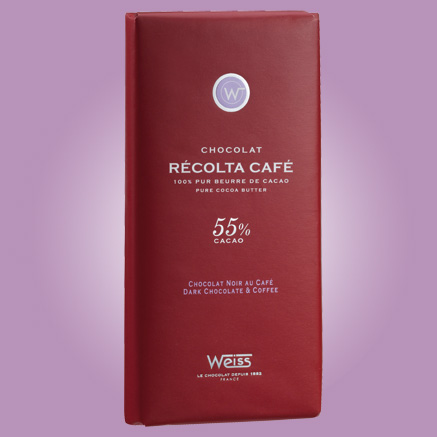 W
CHOCOLAT
RÉCOLTA CAFÉ
100% PUR BEURRE DE CACAO
PURE COCOA BUTTER
55%
CACAO
CHOCOLAT NOIR AU CAFÉ
DARK CHOCOLATE & COFFEE
Weiss
LE CHOCOLAT DEPUIS 1882
FRANCE